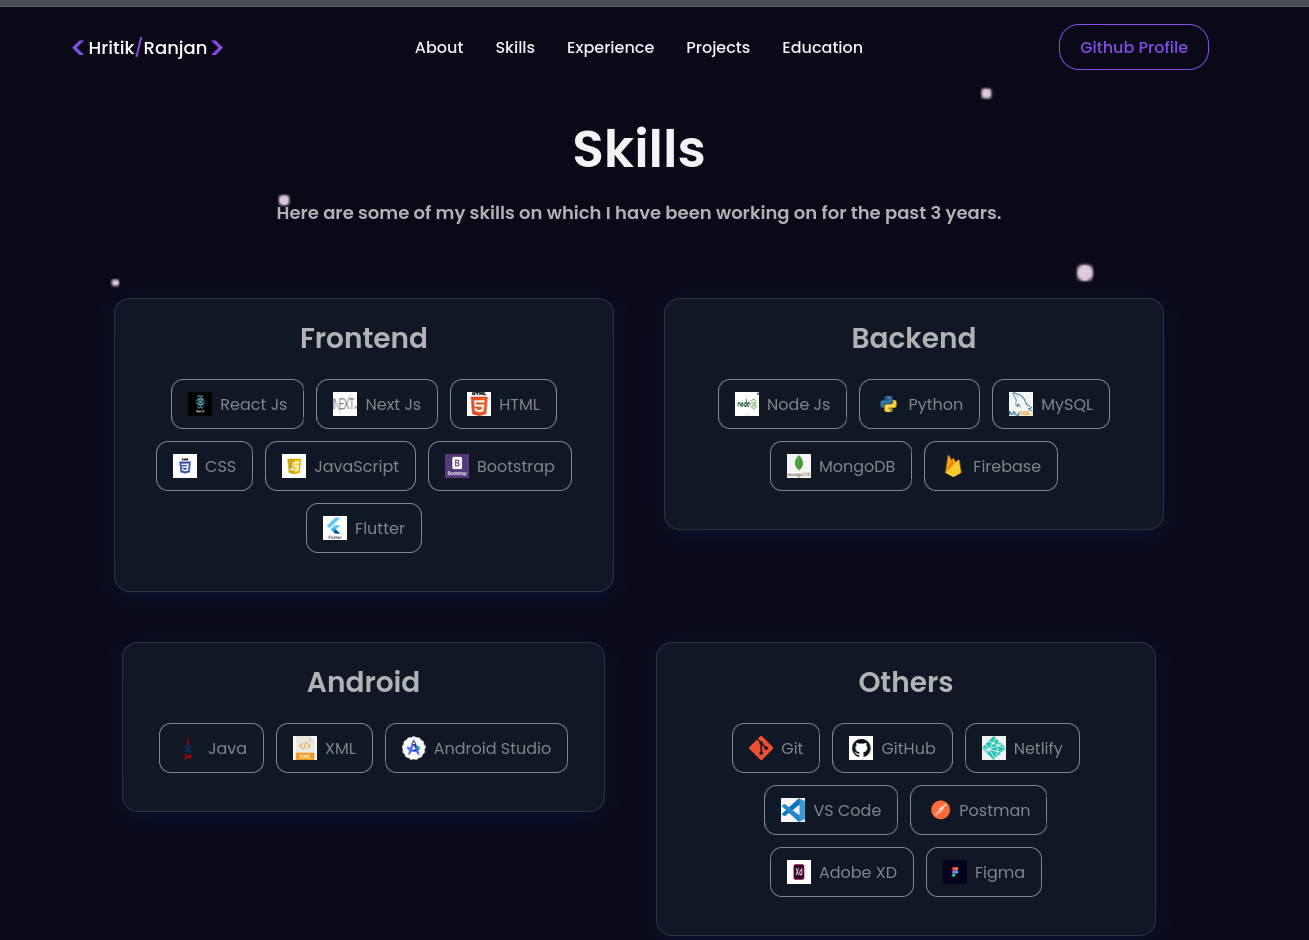 <Hritik/Ranjan> About Skills Experience Projects Education Github Profile
Skills
Here are some of my skills on which I have been working on for the past 3 years.
Frontend
React Js Next Js HTML
CSS JavaScript Bootstrap
Flutter
Backend
Node Js Python MySQL
MongoDB Firebase
Android
Java XML Android Studio
Others
Git GitHub Netlify
VS Code Postman
Adobe XD Figma